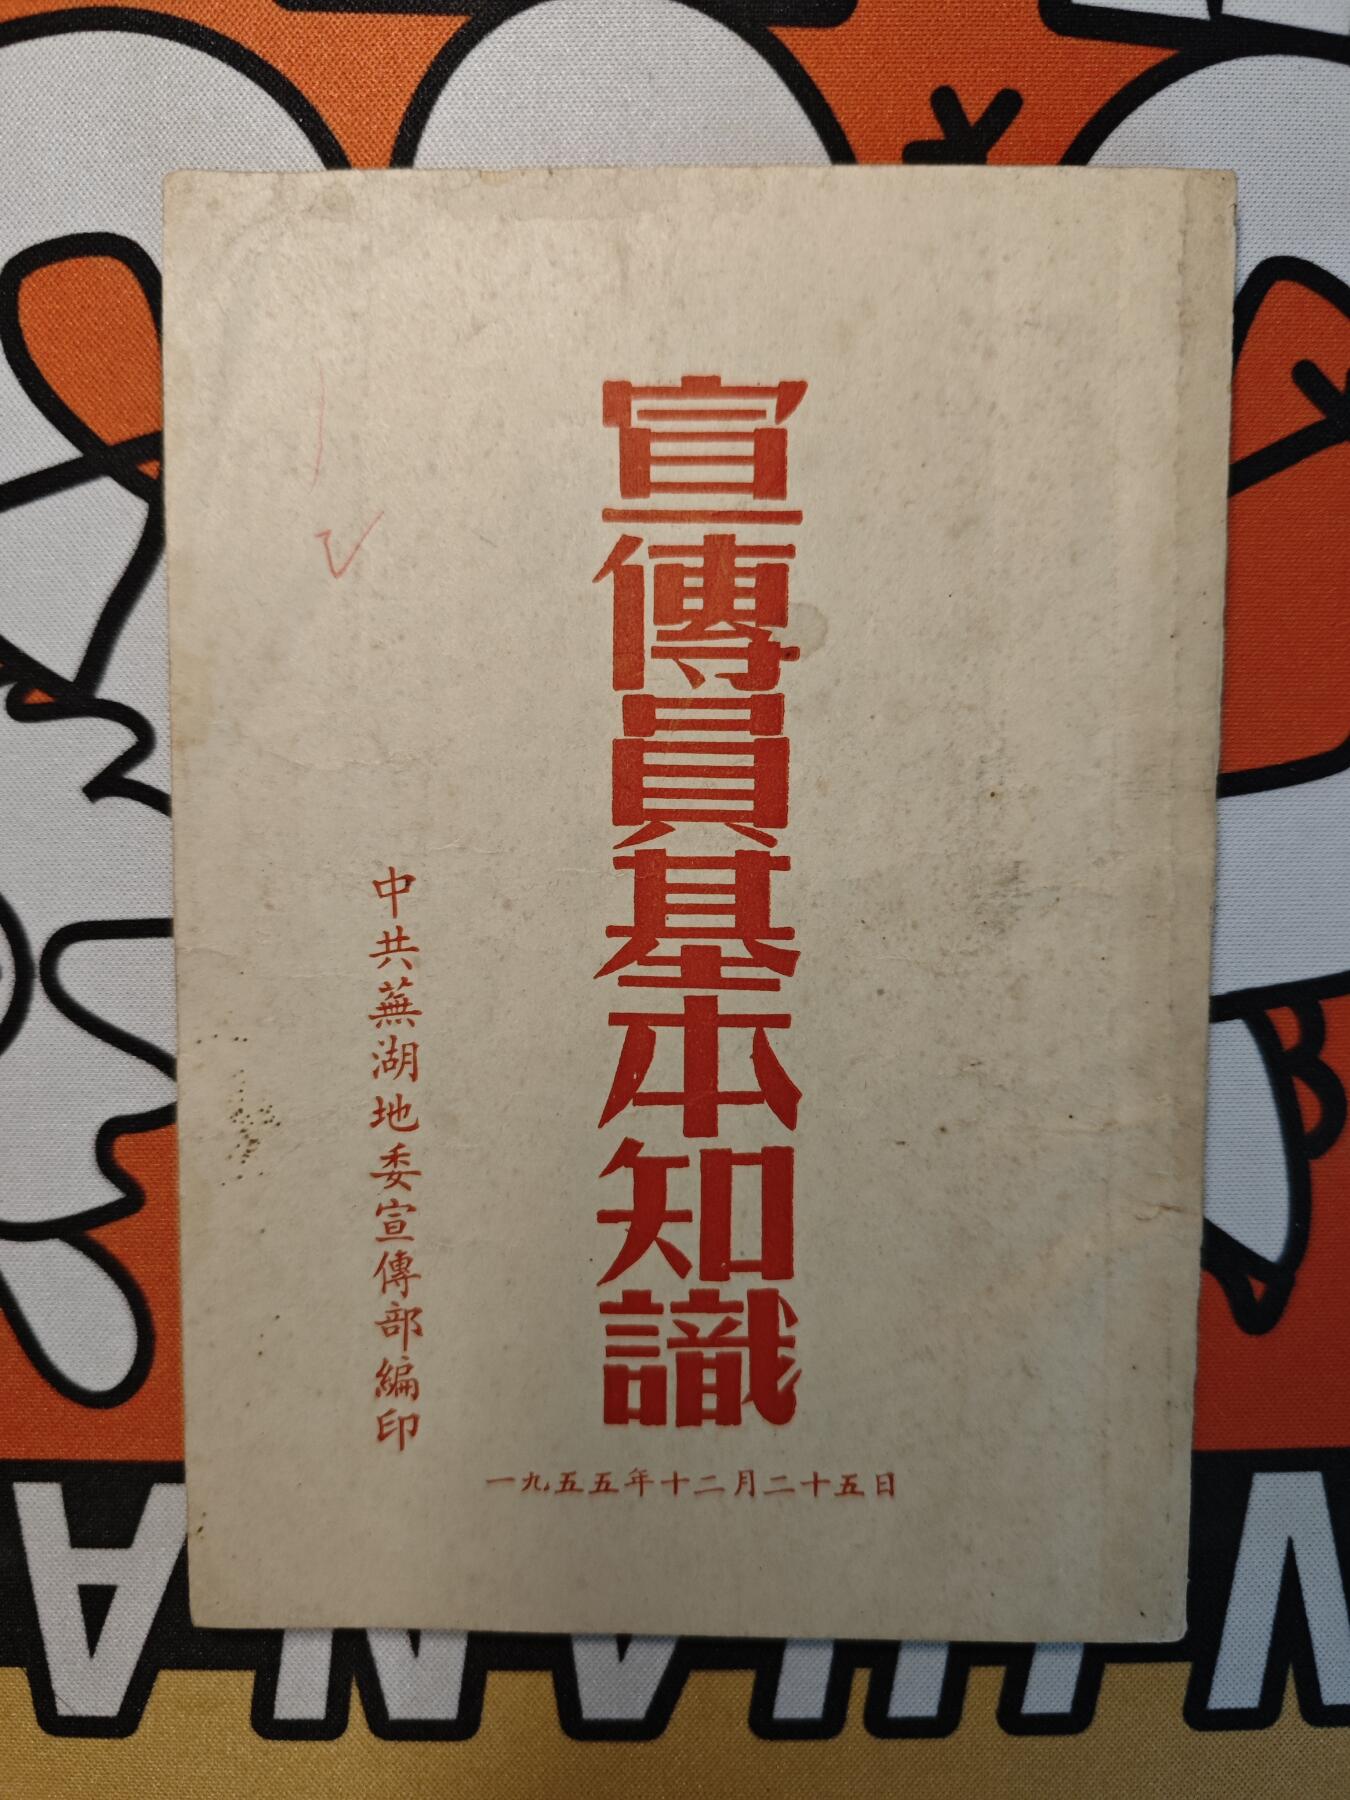 宣傳員基本知識
中共蕪湖地委宣傳部編印
一九五五年十二月二十五日